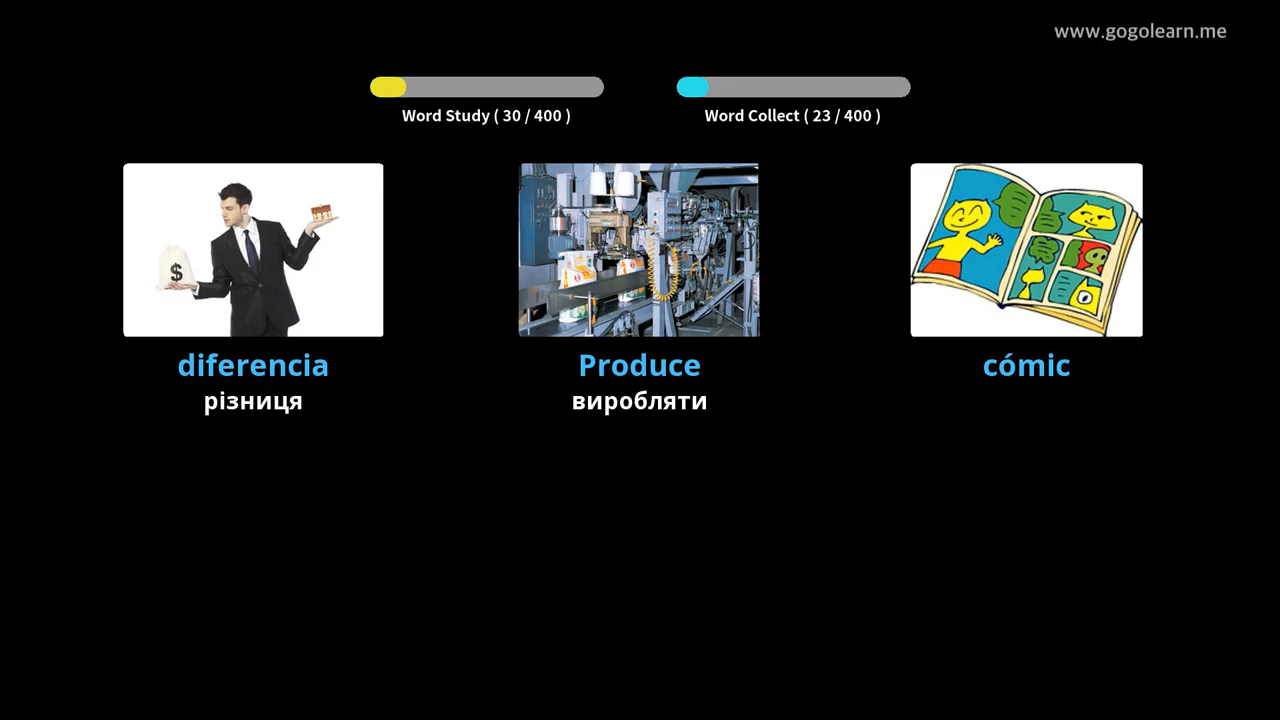 www.gogolearn.me
Word Study ( 30 / 400 )
Word Collect ( 23 / 400 )
$
diferencia
Produce
cómic
різниця
виробляти